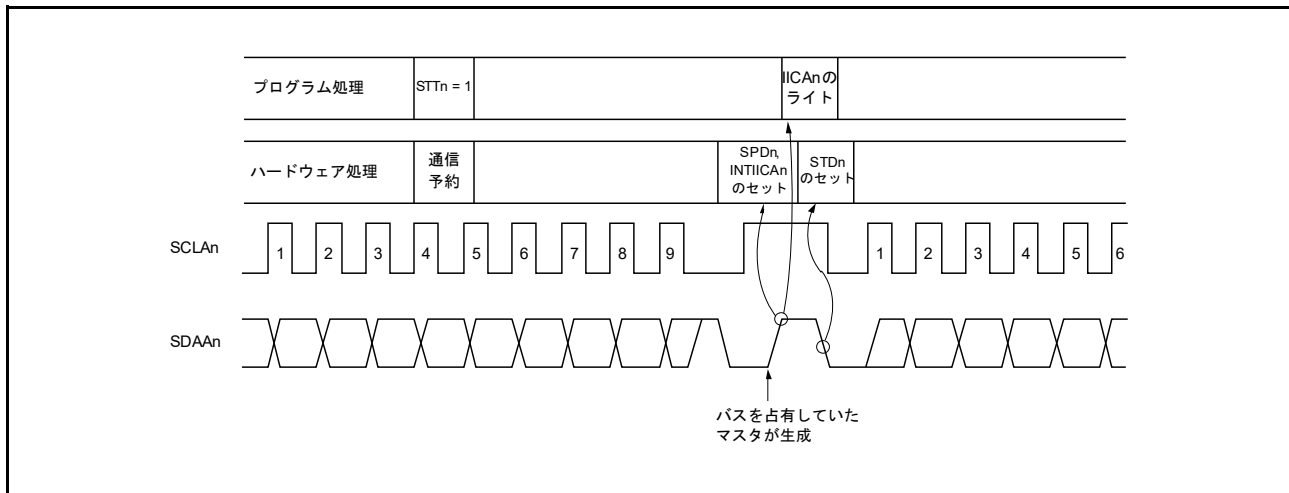 プログラム処理
STTn = 1
IICAnの
ライト
ハードウェア処理
通信
予約
SPDn,
INTIICAn
のセット
STDn
のセット
SCLAn
1 2 3 4 5 6 7 8 9 1 2 3 4 5 6
SDAAn
バスを占有していた
マスタが生成